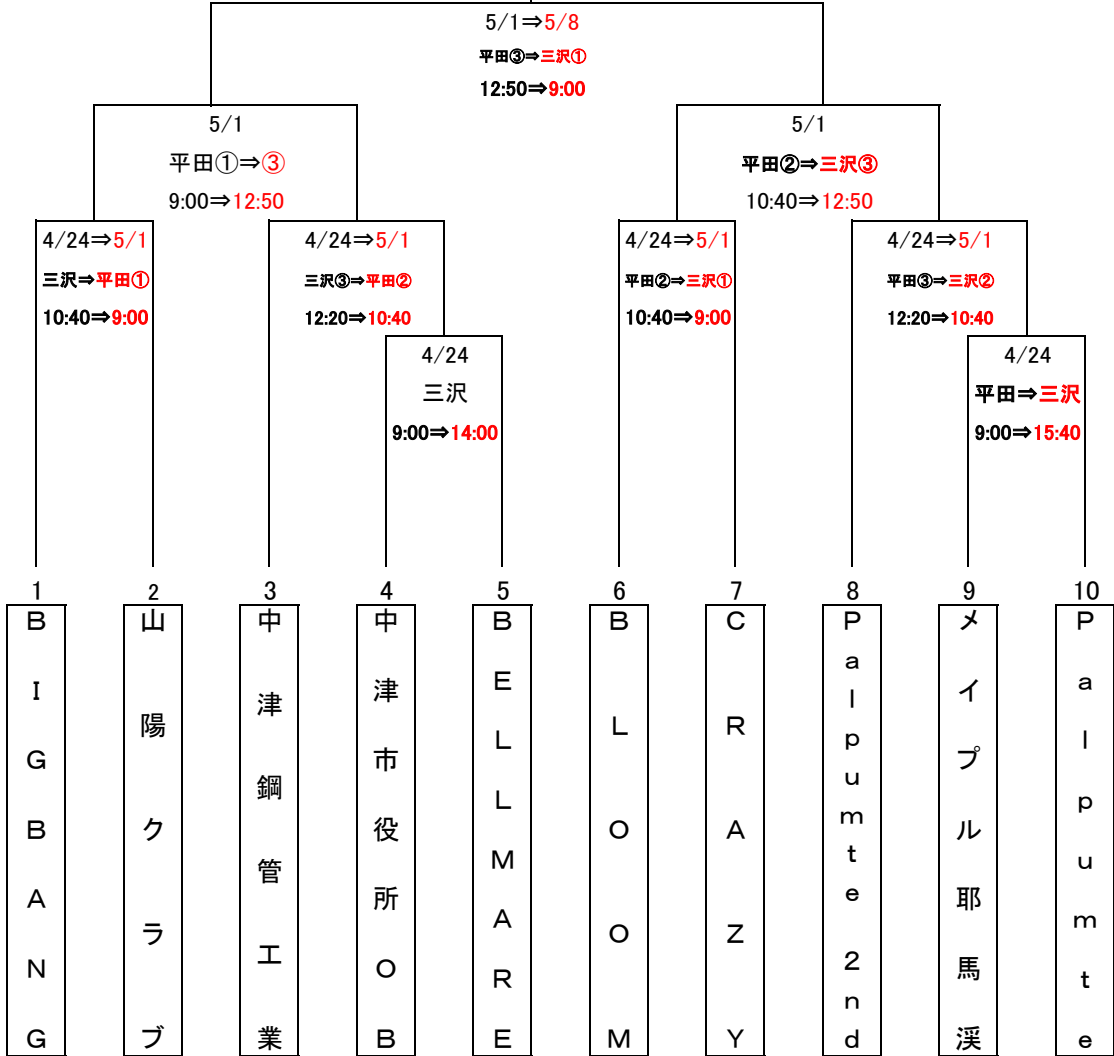 5/1⇒5/8
平田③⇒三沢①
12:50⇒9:00
5/1
平田①⇒③
9:00⇒12:50
5/1
平田②⇒三沢③
10:40⇒12:50
4/24⇒5/1
三沢⇒平田①
10:40⇒9:00
4/24⇒5/1
三沢③⇒平田②
12:20⇒10:40
4/24⇒5/1
平田②⇒三沢①
10:40⇒9:00
4/24⇒5/1
平田③⇒三沢②
12:20⇒10:40
4/24
三沢
9:00⇒14:00
4/24
平田⇒三沢
9:00⇒15:40
1
BIGBANG
2
山陽クラブ
3
中津鋼管工業
4
中津市役所OB
5
BELLMARE
6
BLOOM
7
CRAZY
8
Palpumte 2nd
9
メイプル耶馬渓
10
Palpumte